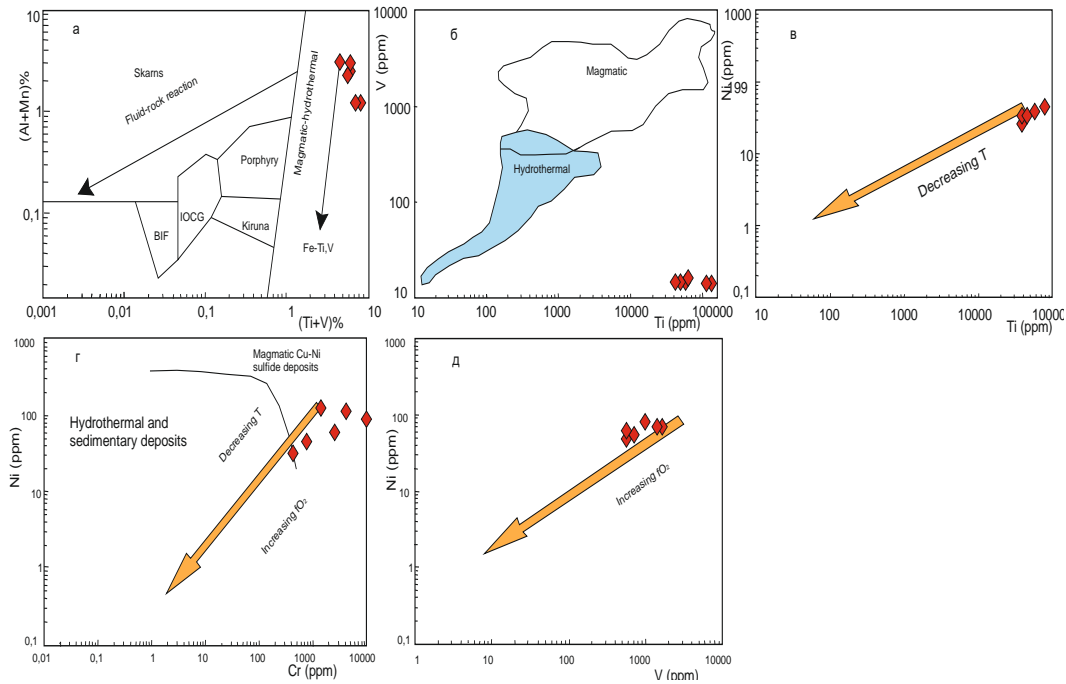 а
(Al+Mn)%
10
1
0,1
0,001
0,01
0,1
1
10
(Ti+V)%
Skarns
Fluid-rock reaction
Magmatic-hydrothermal
Porphyry
IOCG
BIF
Kiruna
Fe-Ti,V
б
V (ppm)
10000
1000
100
10
10
100
1000
10000
100000
Ti (ppm)
Magmatic
Hydrothermal
в
Ni (ppm)
1000
199
10
1
0,1
10
100
1000
10000
100000
Ti (ppm)
Decreasing T
г
Ni (ppm)
1000
100
10
1
0,1
0,01
0,1
1
10
100
1000
10000
Cr (ppm)
Magmatic Cu-Ni
sulfide deposits
Hydrothermal and
sedimentary deposits
Decreasing T
Increasing fO₂
д
Ni (ppm)
1000
100
10
1
0,1
1
10
100
1000
10000
V (ppm)
Increasing fO₂